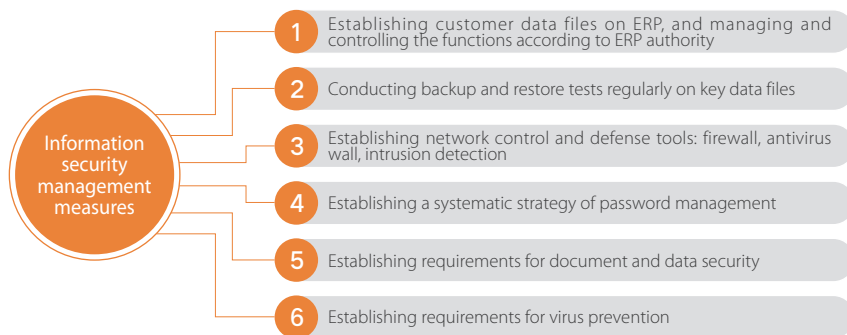 Information
security
management
measures
1
Establishing customer data files on ERP, and managing and
controlling the functions according to ERP authority
2
Conducting backup and restore tests regularly on key data files
3
Establishing network control and defense tools: firewall, antivirus
wall, intrusion detection
4
Establishing a systematic strategy of password management
5
Establishing requirements for document and data security
6
Establishing requirements for virus prevention